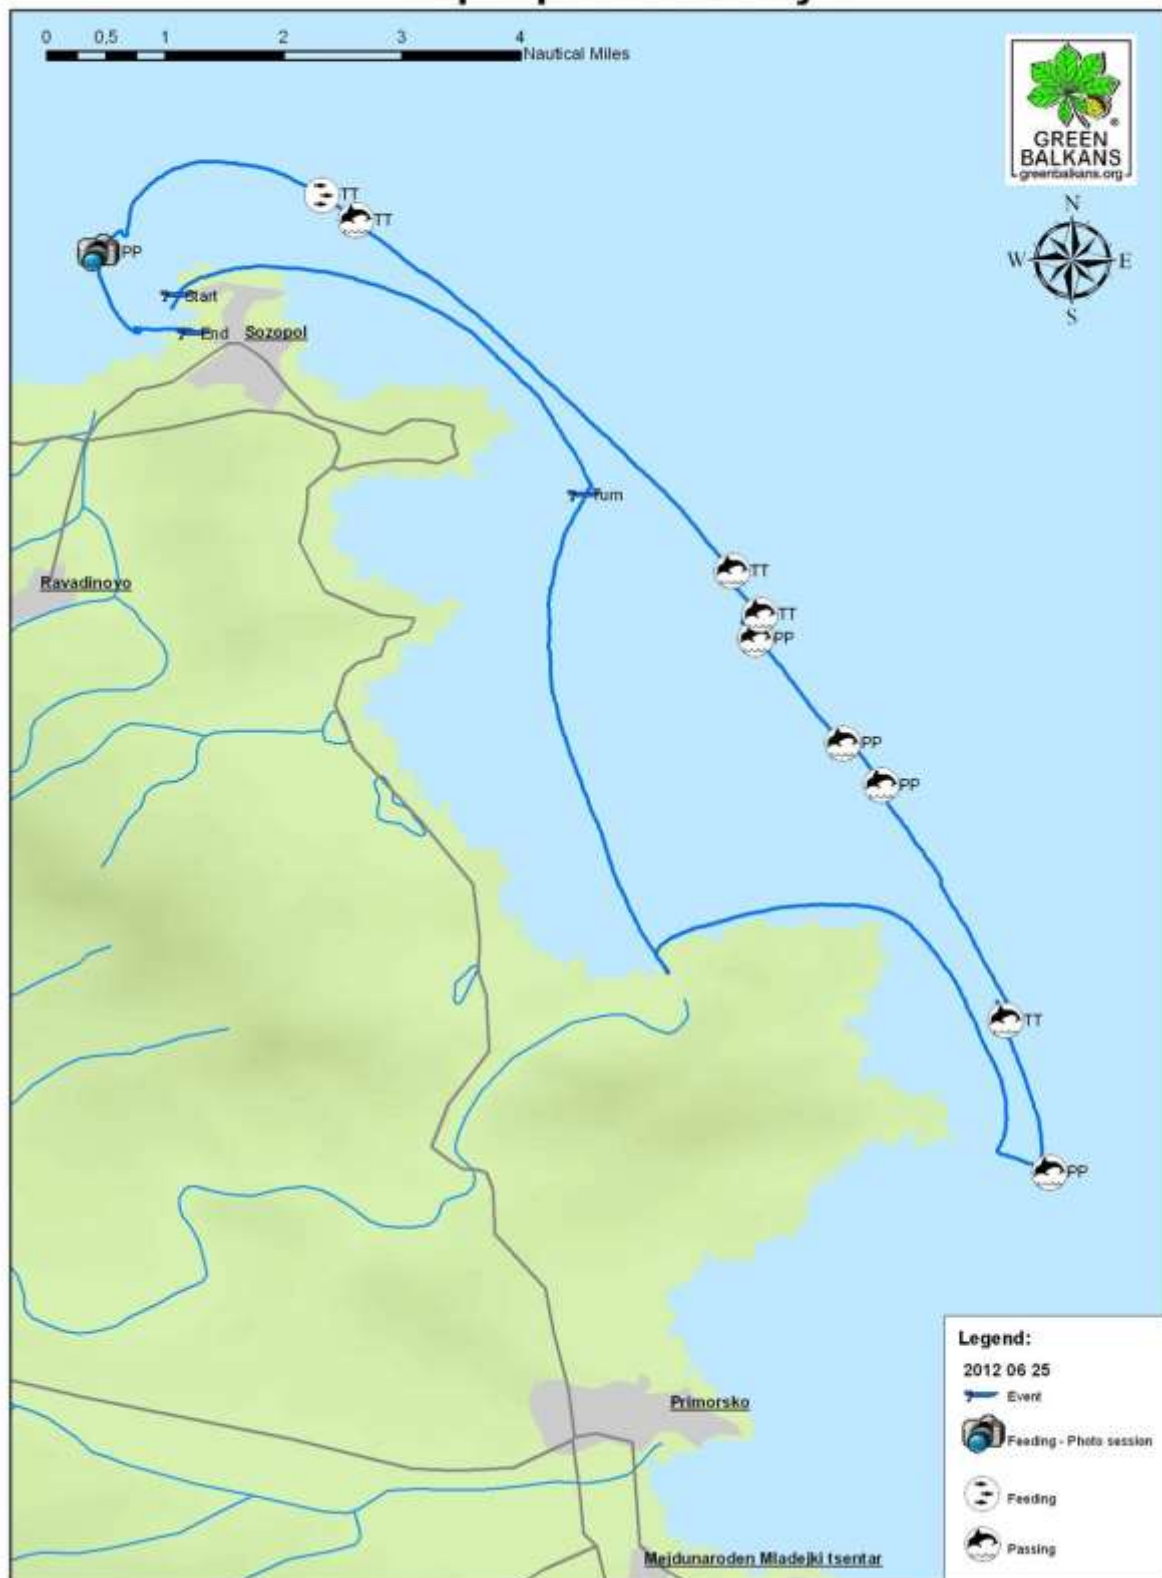 0 0,5 1 2 3 4
Nautical Miles
GREEN
BALKANS
greenbalkans.org
N
W E
S
TT
TT
PP
Start
End
Sozopol
Turn
TT
Ravadinovo
TT
PP
PP
PP
TT
PP
Primorsko
Mejdunaroden Mladejki tsentar
Legend:
2012 06 25
Event
Feeding - Photo session
Feeding
Passing